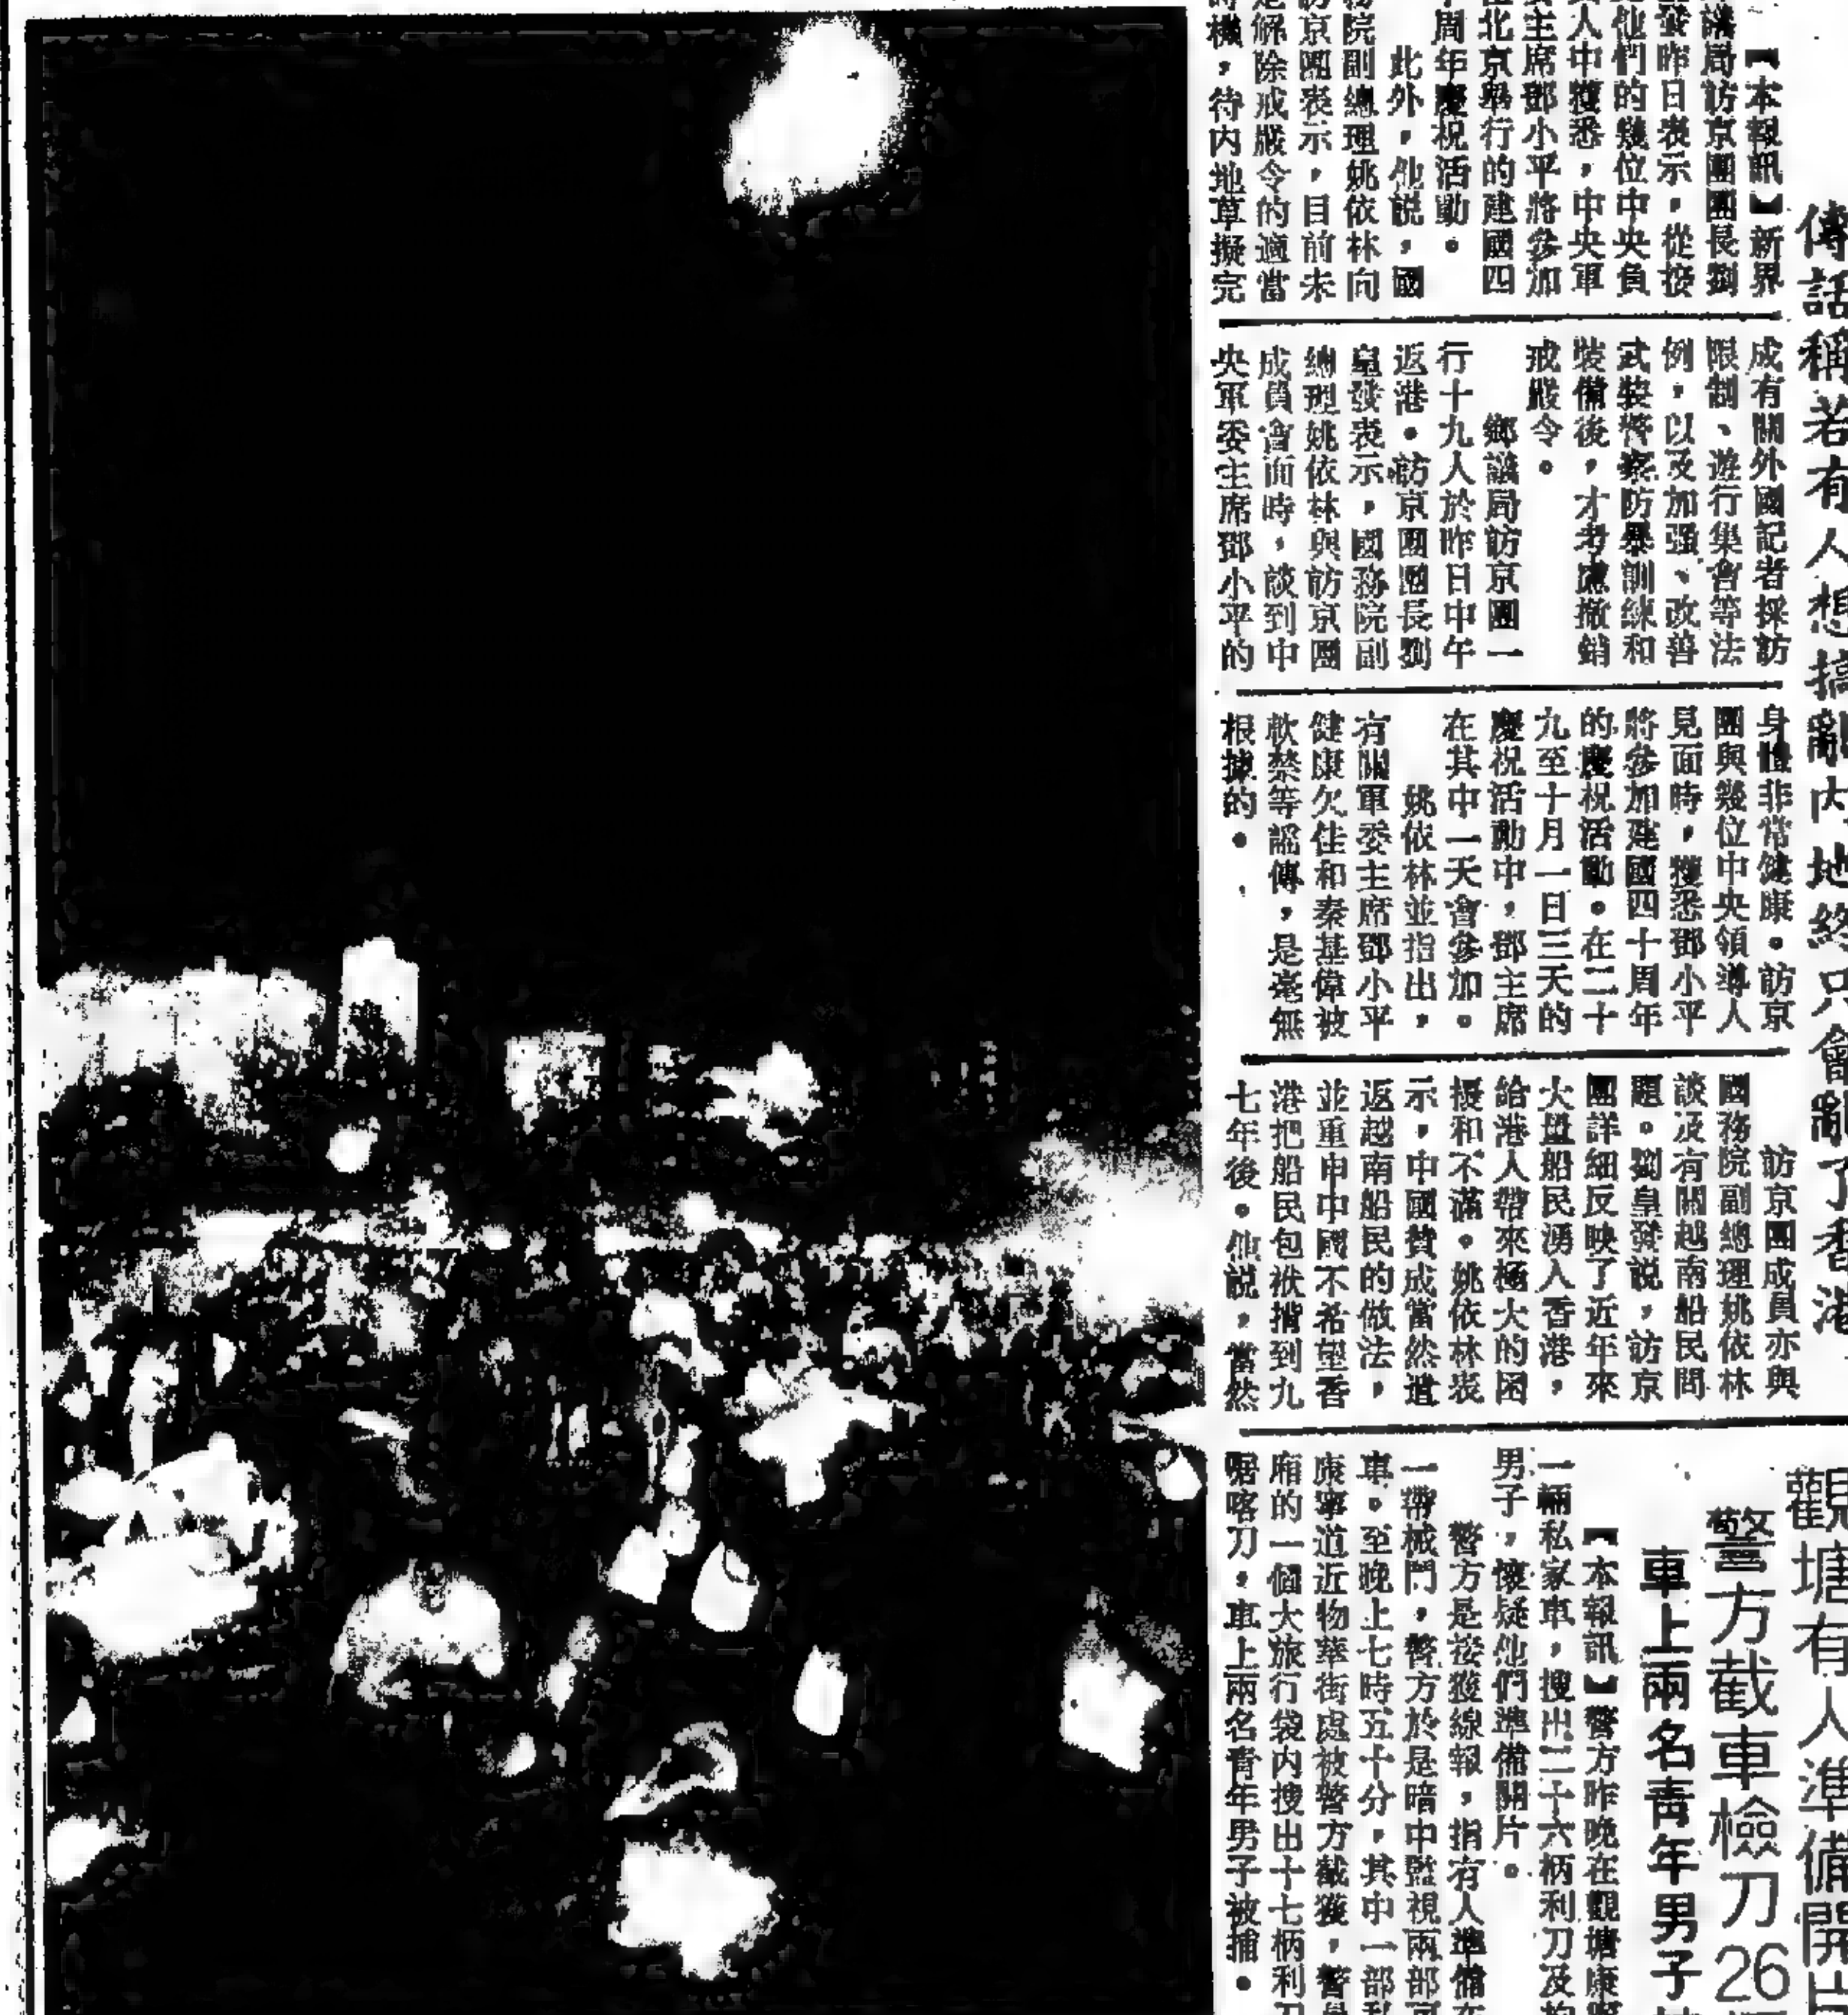 傳話稱若有人想搞亂內地終只會亂了香港
【本報訊】新界
議局訪京團團長劉
發昨日表示，從接
他們的幾位中央負
人中獲悉，中央軍
主席鄧小平將參加
北京舉行的建國四
周年慶祝活動。
此外，他説，國
務院副總理姚依林向
訪京團表示，目前未
是解除戒嚴令的適當
時機，待内地草擬完
成有關外國記者採訪
限制、遊行集會等法
例，以及加强、改善
武裝警察防暴訓練和
裝備後，才考慮撤銷
戒嚴令。
鄉議局訪京團一
行十九人於昨日中午
返港。訪京團團長劉
皇發表示，國務院副
總理姚依林與訪京團
成員會面時，談到中
央軍委主席鄧小平的
身體非常健康。訪京
團與幾位中央領導人
見面時，獲悉鄧小平
將參加建國四十周年
的慶祝活動。在二十
九至十月一日三天的
慶祝活動中，鄧主席
在其中一天會參加。
姚依林並指出，
有關軍委主席鄧小平
健康欠佳和秦基偉被
軟禁等謡傳，是毫無
根據的。
訪京團成員亦與
國務院副總理姚依林
談及有關越南船民問
題。劉皇發説，訪京
團詳細反映了近年來
大量船民湧入香港，
給港人帶來極大的困
擾和不滿。姚依林表
示，中國贊成當然遣
返越南船民的做法，
並重申中國不希望香
港把船民包袱揹到九
七年後。他説，當然
觀塘有人準備開
警方截車檢刀26
車上兩名青年男子
【本報訊】警方昨晚在觀塘康
一輛私家車，搜出二十六柄利刀及
男子，懷疑他們準備開片。
警方是接獲線報，指有人準備在
一帶械鬥，警方於是暗中監視兩部
車。至晚上七時五十分，其中一部私
康寧道近物華街處被警方截獲，警員
廂的一個大旅行袋内搜出十七柄利刀
啱喀刀，車上兩名青年男子被捕。